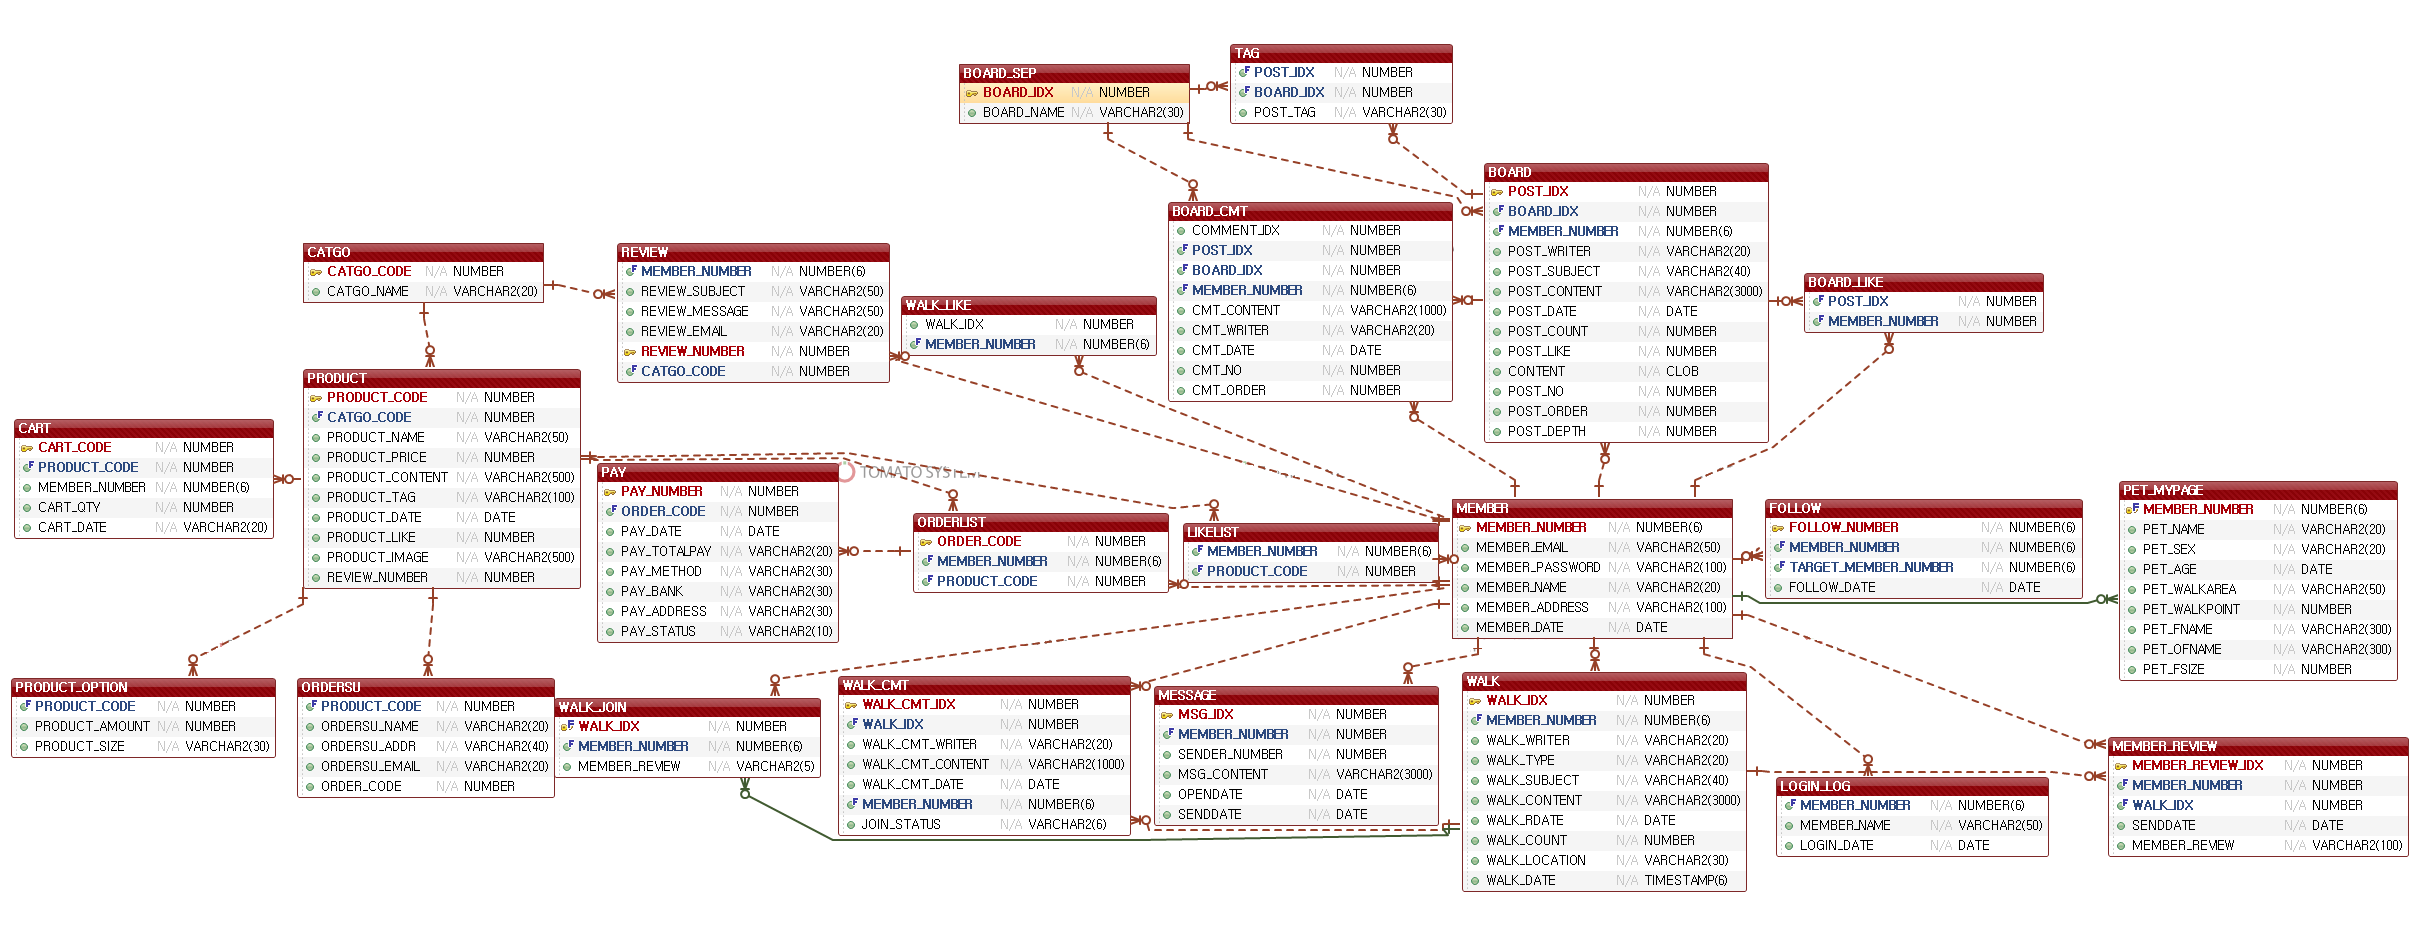 BOARD_SEP
BOARD_IDX N/A NUMBER
BOARD_NAME N/A VARCHAR2(30)
TAG
POST_IDX N/A NUMBER
BOARD_IDX N/A NUMBER
POST_TAG N/A VARCHAR2(30)
BOARD
POST_IDX N/A NUMBER
BOARD_IDX N/A NUMBER
MEMBER_NUMBER N/A NUMBER(6)
POST_WRITER N/A VARCHAR2(20)
POST_SUBJECT N/A VARCHAR2(40)
POST_CONTENT N/A VARCHAR2(3000)
POST_DATE N/A DATE
POST_COUNT N/A NUMBER
POST_LIKE N/A NUMBER
CONTENT N/A CLOB
POST_NO N/A NUMBER
POST_ORDER N/A NUMBER
POST_DEPTH N/A NUMBER
BOARD_CMT
COMMENT_IDX N/A NUMBER
POST_IDX N/A NUMBER
BOARD_IDX N/A NUMBER
MEMBER_NUMBER N/A NUMBER(6)
CMT_CONTENT N/A VARCHAR2(1000)
CMT_WRITER N/A VARCHAR2(20)
CMT_DATE N/A DATE
CMT_NO N/A NUMBER
CMT_ORDER N/A NUMBER
CATGO
CATGO_CODE N/A NUMBER
CATGO_NAME N/A VARCHAR2(20)
REVIEW
MEMBER_NUMBER N/A NUMBER(6)
REVIEW_SUBJECT N/A VARCHAR2(50)
REVIEW_MESSAGE N/A VARCHAR2(50)
REVIEW_EMAIL N/A VARCHAR2(20)
REVIEW_NUMBER N/A NUMBER
CATGO_CODE N/A NUMBER
WALK_LIKE
WALK_IDX N/A NUMBER
MEMBER_NUMBER N/A NUMBER(6)
BOARD_LIKE
POST_IDX N/A NUMBER
MEMBER_NUMBER N/A NUMBER
PRODUCT
PRODUCT_CODE N/A NUMBER
CATGO_CODE N/A NUMBER
PRODUCT_NAME N/A VARCHAR2(50)
PRODUCT_PRICE N/A NUMBER
PRODUCT_CONTENT N/A VARCHAR2(500)
PRODUCT_TAG N/A VARCHAR2(100)
PRODUCT_DATE N/A DATE
PRODUCT_LIKE N/A NUMBER
PRODUCT_IMAGE N/A VARCHAR2(500)
REVIEW_NUMBER N/A NUMBER
CART
CART_CODE N/A NUMBER
PRODUCT_CODE N/A NUMBER
MEMBER_NUMBER N/A NUMBER(6)
CART_QTY N/A NUMBER
CART_DATE N/A VARCHAR2(20)
PAY
PAY_NUMBER N/A NUMBER
ORDER_CODE N/A NUMBER
PAY_DATE N/A DATE
PAY_TOTALPAY N/A VARCHAR2(20)
PAY_METHOD N/A VARCHAR2(30)
PAY_BANK N/A VARCHAR2(30)
PAY_ADDRESS N/A VARCHAR2(30)
PAY_STATUS N/A VARCHAR2(10)
TOMATO SYSTEM
ORDERLIST
ORDER_CODE N/A NUMBER
MEMBER_NUMBER N/A NUMBER(6)
PRODUCT_CODE N/A NUMBER
LIKELIST
MEMBER_NUMBER N/A NUMBER(6)
PRODUCT_CODE N/A NUMBER
MEMBER
MEMBER_NUMBER N/A NUMBER(6)
MEMBER_EMAIL N/A VARCHAR2(50)
MEMBER_PASSWORD N/A VARCHAR2(100)
MEMBER_NAME N/A VARCHAR2(20)
MEMBER_ADDRESS N/A VARCHAR2(100)
MEMBER_DATE N/A DATE
FOLLOW
FOLLOW_NUMBER N/A NUMBER(6)
MEMBER_NUMBER N/A NUMBER(6)
TARGET_MEMBER_NUMBER N/A NUMBER(6)
FOLLOW_DATE N/A DATE
PET_MYPAGE
MEMBER_NUMBER N/A NUMBER(6)
PET_NAME N/A VARCHAR2(20)
PET_SEX N/A VARCHAR2(20)
PET_AGE N/A DATE
PET_WALKAREA N/A VARCHAR2(50)
PET_WALKPOINT N/A NUMBER
PET_FNAME N/A VARCHAR2(300)
PET_OFNAME N/A VARCHAR2(300)
PET_FSIZE N/A NUMBER
PRODUCT_OPTION
PRODUCT_CODE N/A NUMBER
PRODUCT_AMOUNT N/A NUMBER
PRODUCT_SIZE N/A VARCHAR2(30)
ORDERSU
PRODUCT_CODE N/A NUMBER
ORDERSU_NAME N/A VARCHAR2(20)
ORDERSU_ADDR N/A VARCHAR2(40)
ORDERSU_EMAIL N/A VARCHAR2(20)
ORDER_CODE N/A NUMBER
WALK_JOIN
WALK_IDX N/A NUMBER
MEMBER_NUMBER N/A NUMBER(6)
MEMBER_REVIEW N/A VARCHAR2(5)
WALK_CMT
WALK_CMT_IDX N/A NUMBER
WALK_IDX N/A NUMBER
WALK_CMT_WRITER N/A VARCHAR2(20)
WALK_CMT_CONTENT N/A VARCHAR2(1000)
WALK_CMT_DATE N/A DATE
MEMBER_NUMBER N/A NUMBER(6)
JOIN_STATUS N/A VARCHAR2(6)
MESSAGE
MSG_IDX N/A NUMBER
MEMBER_NUMBER N/A NUMBER
SENDER_NUMBER N/A NUMBER
MSG_CONTENT N/A VARCHAR2(3000)
OPENDATE N/A DATE
SENDDATE N/A DATE
WALK
WALK_IDX N/A NUMBER
MEMBER_NUMBER N/A NUMBER(6)
WALK_WRITER N/A VARCHAR2(20)
WALK_TYPE N/A VARCHAR2(20)
WALK_SUBJECT N/A VARCHAR2(40)
WALK_CONTENT N/A VARCHAR2(3000)
WALK_RDATE N/A DATE
WALK_COUNT N/A NUMBER
WALK_LOCATION N/A VARCHAR2(30)
WALK_DATE N/A TIMESTAMP(6)
LOGIN_LOG
MEMBER_NUMBER N/A NUMBER(6)
MEMBER_NAME N/A VARCHAR2(50)
LOGIN_DATE N/A DATE
MEMBER_REVIEW
MEMBER_REVIEW_IDX N/A NUMBER
MEMBER_NUMBER N/A NUMBER
WALK_IDX N/A NUMBER
SENDDATE N/A DATE
MEMBER_REVIEW N/A VARCHAR2(100)